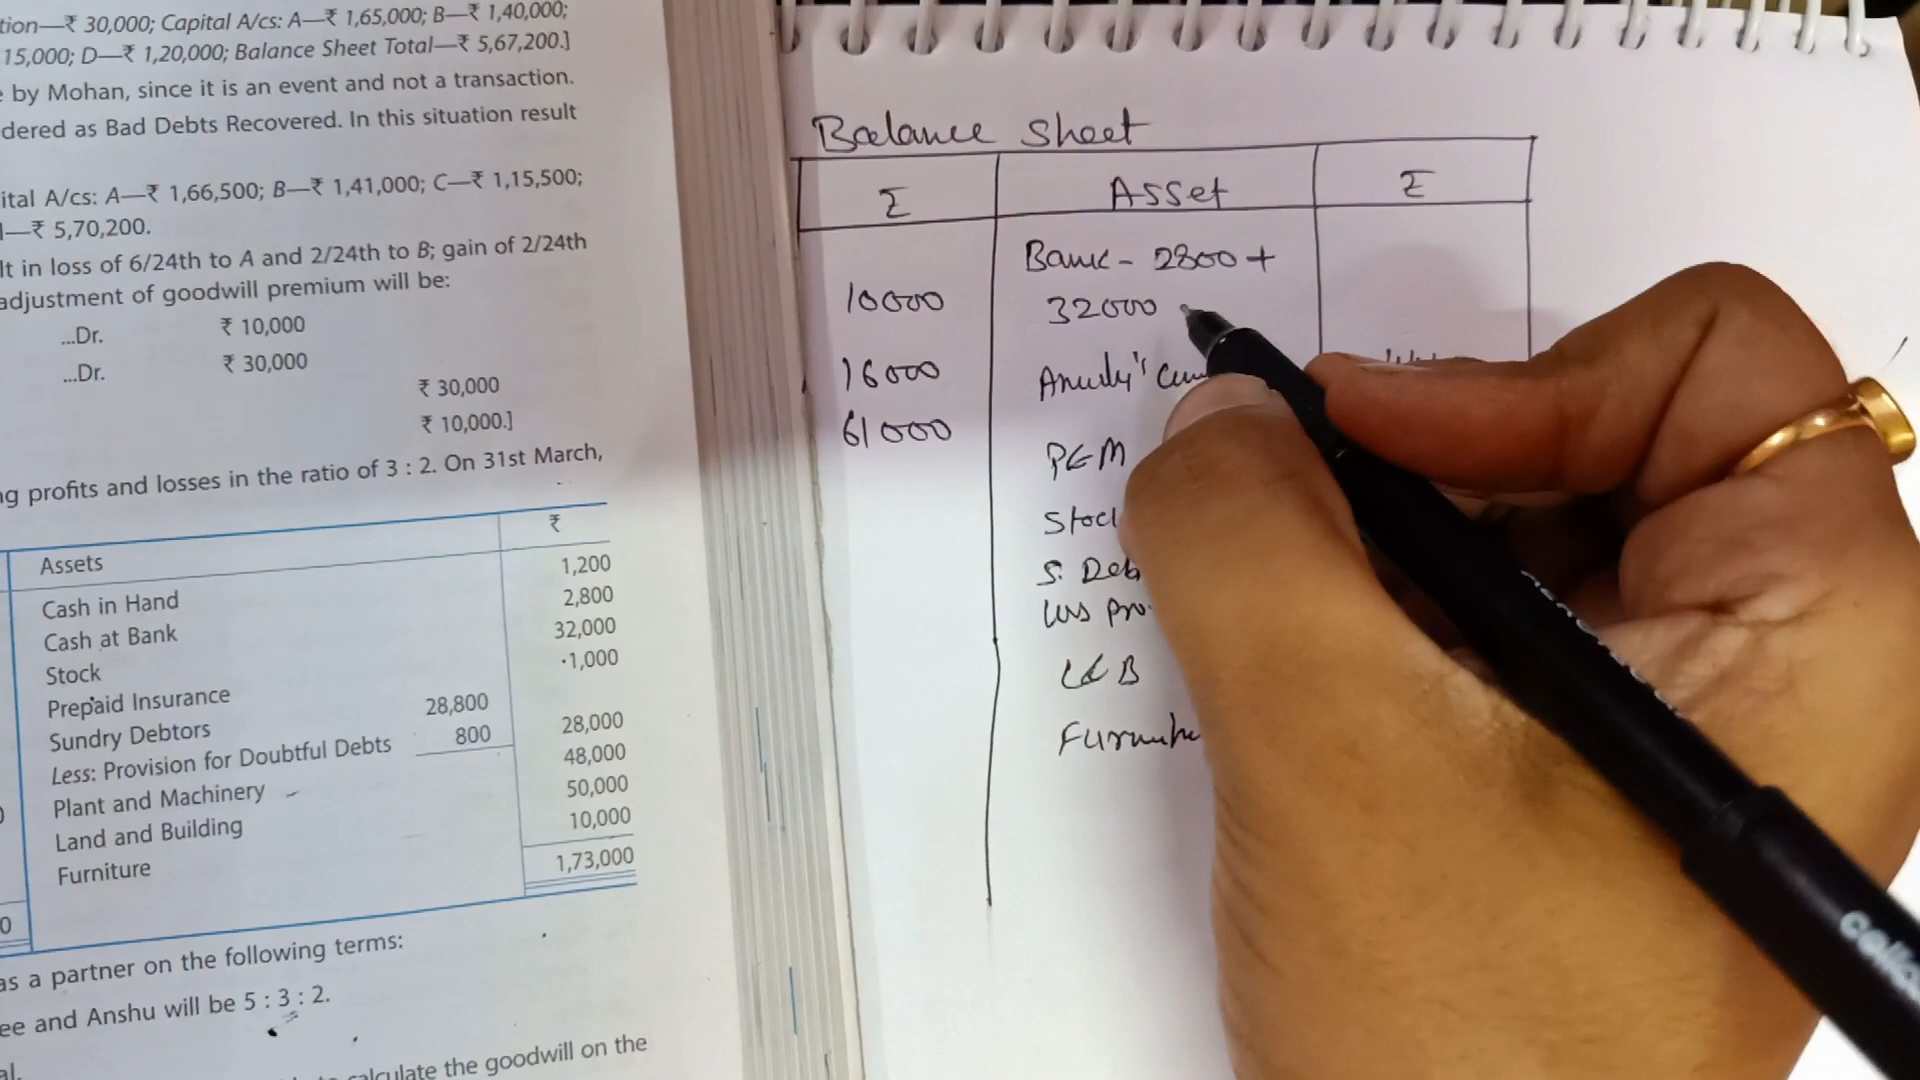 tion—₹ 30,000; Capital A/cs: A—₹ 1,65,000; B—₹ 1,40,000;
15,000; D—₹ 1,20,000; Balance Sheet Total—₹ 5,67,200.]
by Mohan, since it is an event and not a transaction.
dered as Bad Debts Recovered. In this situation result
ital A/cs: A—₹ 1,66,500; B—₹ 1,41,000; C—₹ 1,15,500;
—₹ 5,70,200.
lt in loss of 6/24th to A and 2/24th to B; gain of 2/24th
adjustment of goodwill premium will be:
...Dr. ₹ 10,000
...Dr. ₹ 30,000
₹ 30,000
₹ 10,000.]
ng profits and losses in the ratio of 3 : 2. On 31st March,
Assets ₹
Cash in Hand 1,200
Cash at Bank 2,800
Stock 32,000
Prepaid Insurance 1,000
Sundry Debtors 28,800
Less: Provision for Doubtful Debts 800 28,000
Plant and Machinery 48,000
Land and Building 50,000
Furniture 10,000
1,73,000
0
as a partner on the following terms:
ee and Anshu will be 5 : 3 : 2.
al.
calculate the goodwill on the
Balance Sheet
₹ Asset ₹
Bank - 2800 +
10000 32000
16000
61000
P&M
Stoc
S. Deb
Less Pro.
L & B
Furnitu
cello